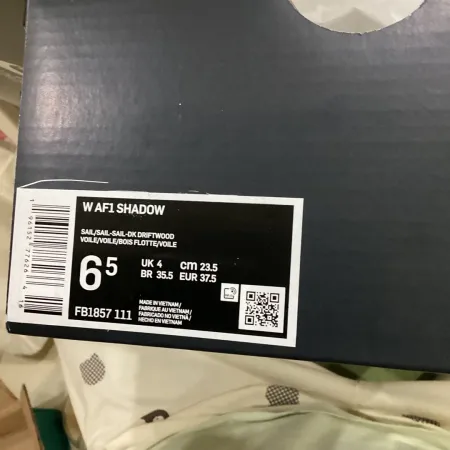 W AF1 SHADOW
SAIL/SAIL-SAIL-DK DRIFTWOOD
VOILE/VOILE/BOIS FLOTTE/VOILE
6 5
UK 4 cm 23.5
BR 35.5 EUR 37.5
FB1857 111
MADE IN VIETNAM/
FABRIQUE AU VIETNAM/
FABRICADO NO VIETNÃ/
HECHO EN VIETNAM